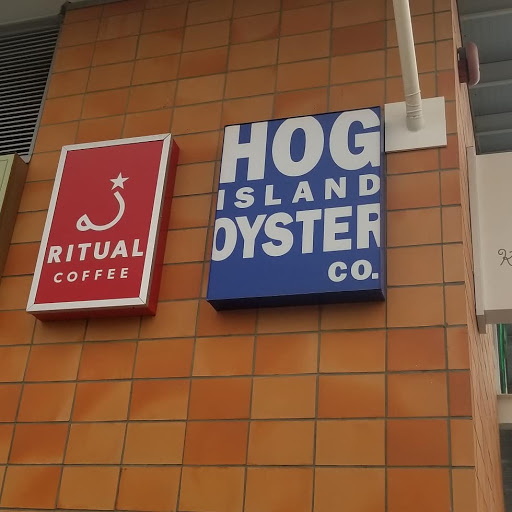 RITUAL
COFFEE
HOG
ISLAND
OYSTER
CO.